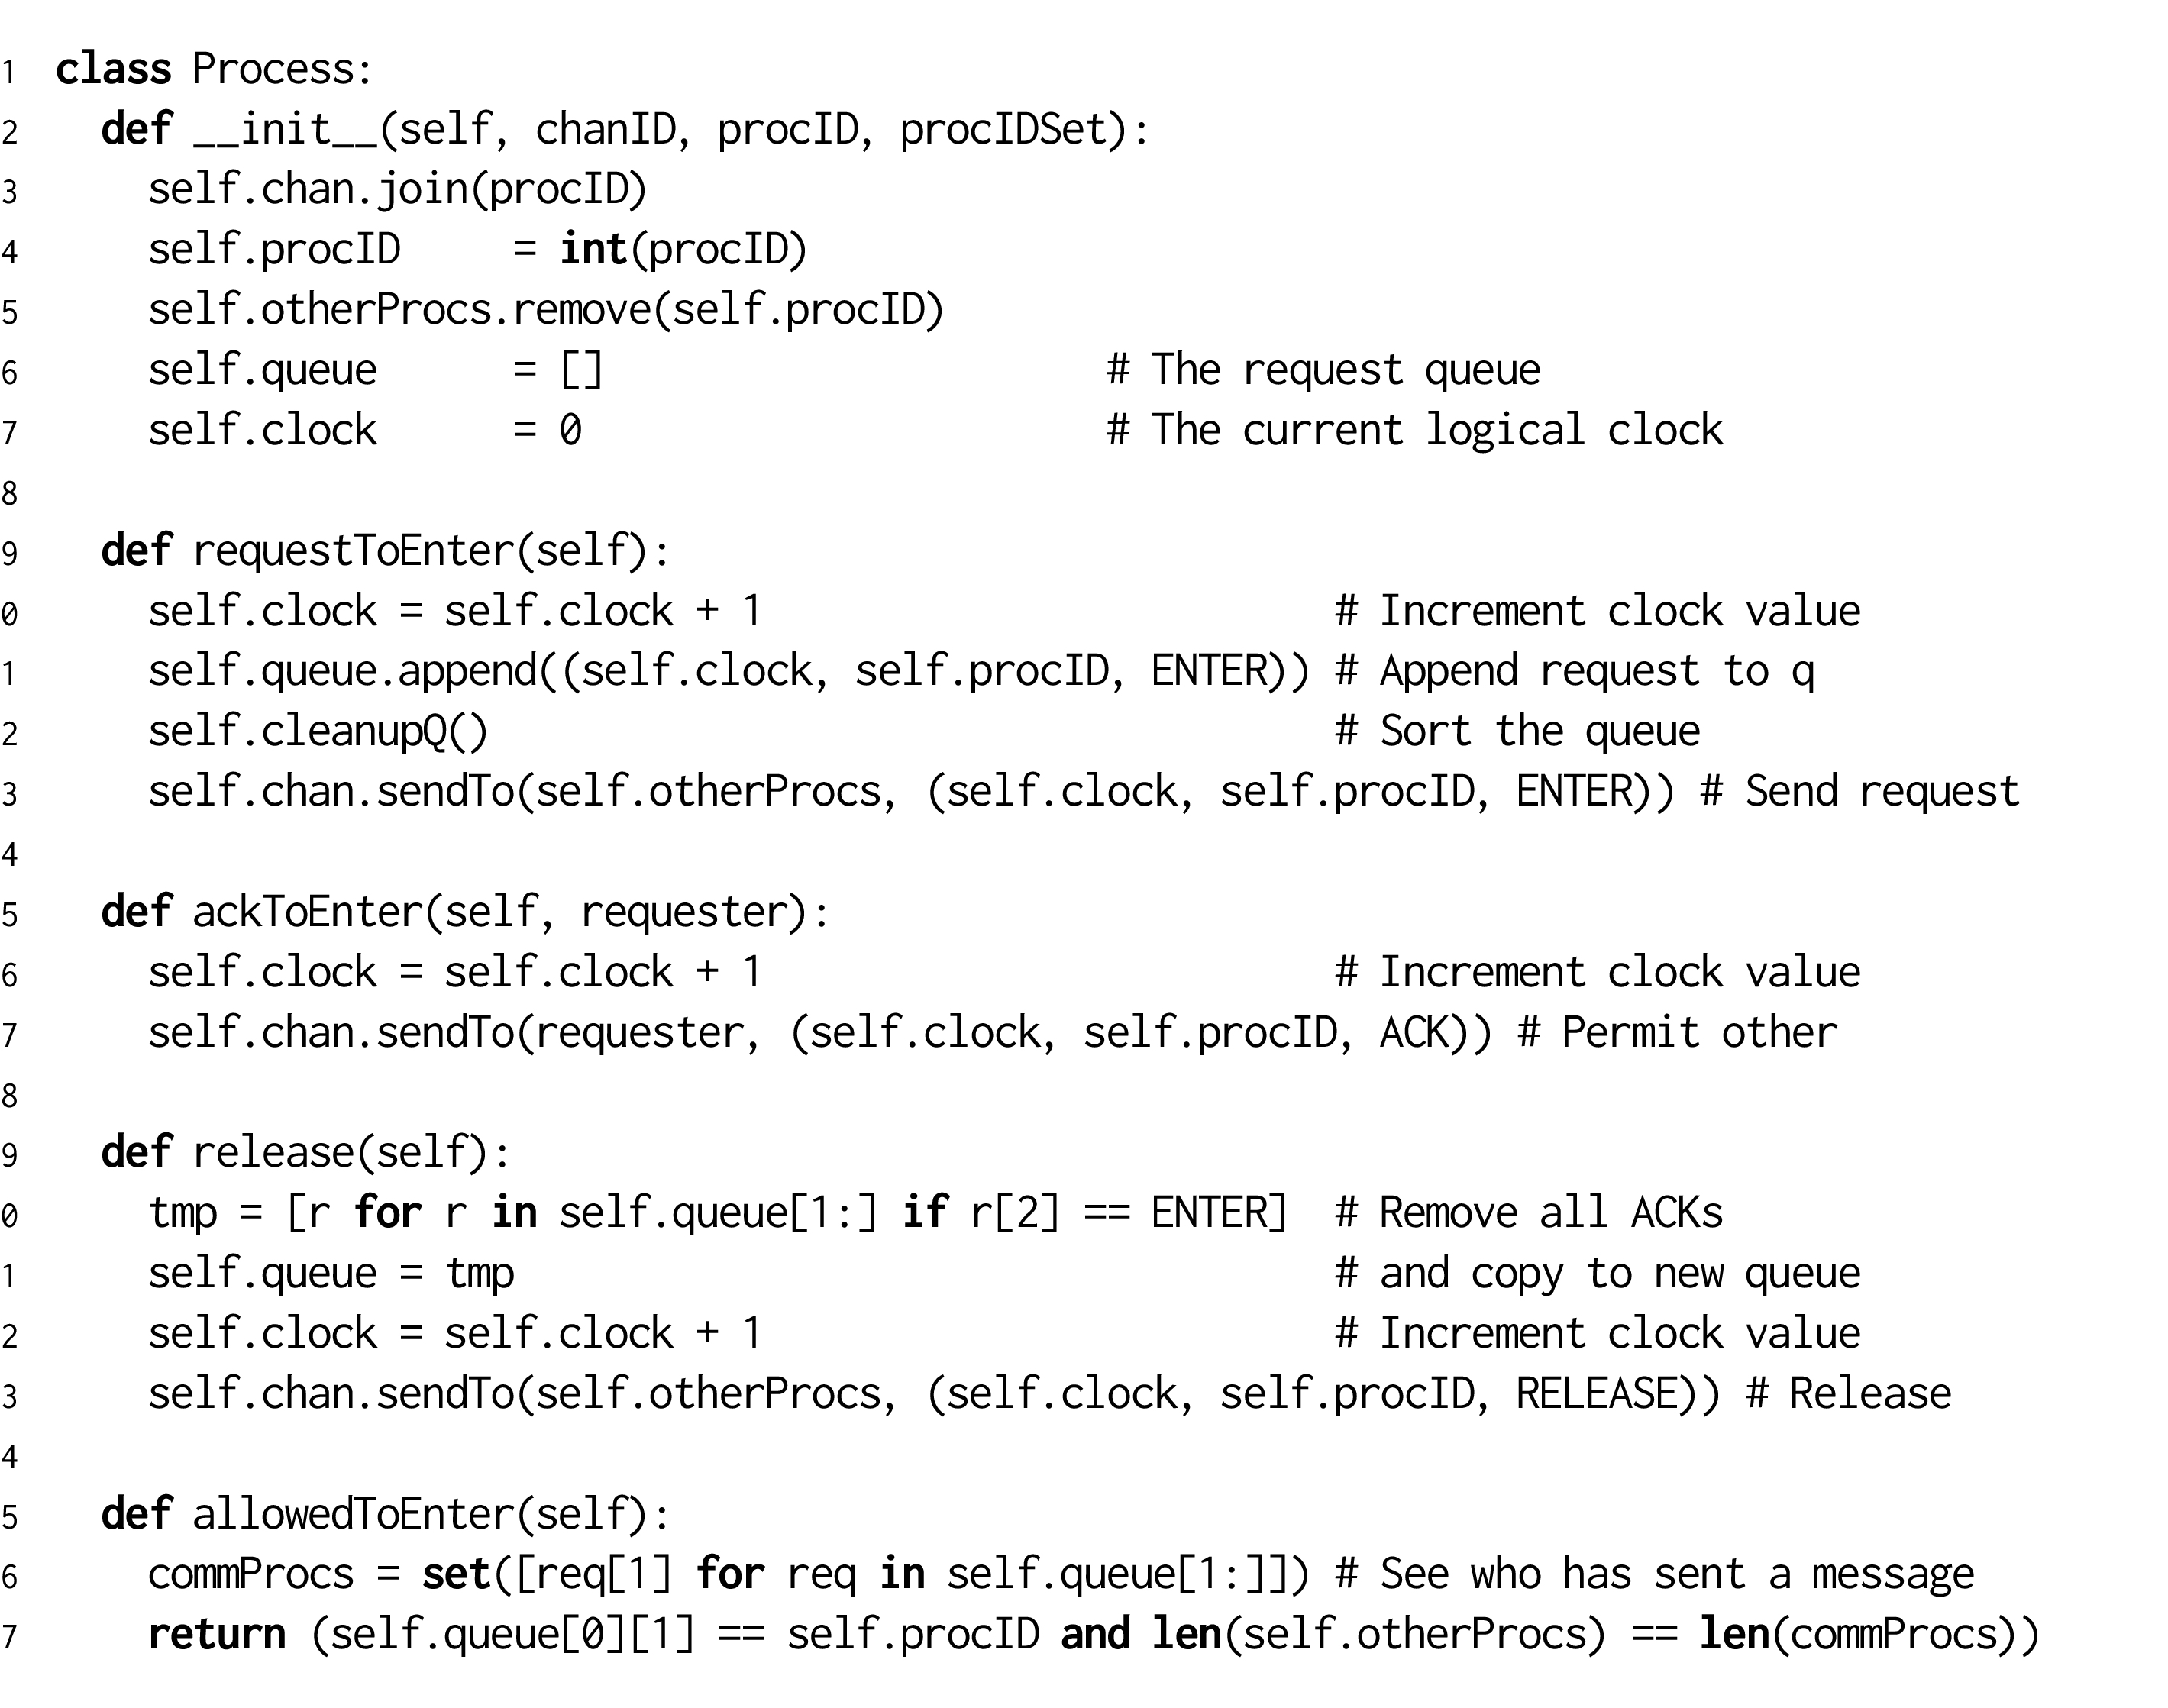 1 class Process:
2   def __init__(self, chanID, procID, procIDSet):
3     self.chan.join(procID)
4     self.procID     = int(procID)
5     self.otherProcs.remove(self.procID)
6     self.queue      = []                      # The request queue
7     self.clock      = 0                       # The current logical clock
8
9   def requestToEnter(self):
0     self.clock = self.clock + 1                         # Increment clock value
1     self.queue.append((self.clock, self.procID, ENTER)) # Append request to q
2     self.cleanupQ()                                     # Sort the queue
3     self.chan.sendTo(self.otherProcs, (self.clock, self.procID, ENTER)) # Send request
4
5   def ackToEnter(self, requester):
6     self.clock = self.clock + 1                         # Increment clock value
7     self.chan.sendTo(requester, (self.clock, self.procID, ACK)) # Permit other
8
9   def release(self):
0     tmp = [r for r in self.queue[1:] if r[2] == ENTER]  # Remove all ACKs
1     self.queue = tmp                                    # and copy to new queue
2     self.clock = self.clock + 1                         # Increment clock value
3     self.chan.sendTo(self.otherProcs, (self.clock, self.procID, RELEASE)) # Release
4
5   def allowedToEnter(self):
6     commProcs = set([req[1] for req in self.queue[1:]]) # See who has sent a message
7     return (self.queue[0][1] == self.procID and len(self.otherProcs) == len(commProcs))